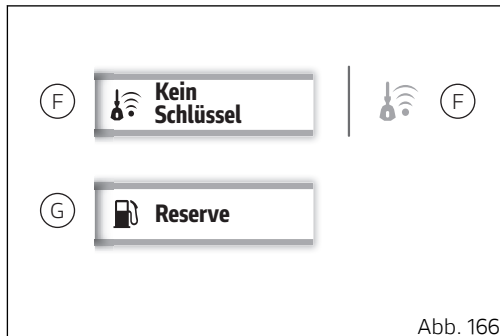 F
Kein
Schlüssel
F
G
Reserve
Abb. 166